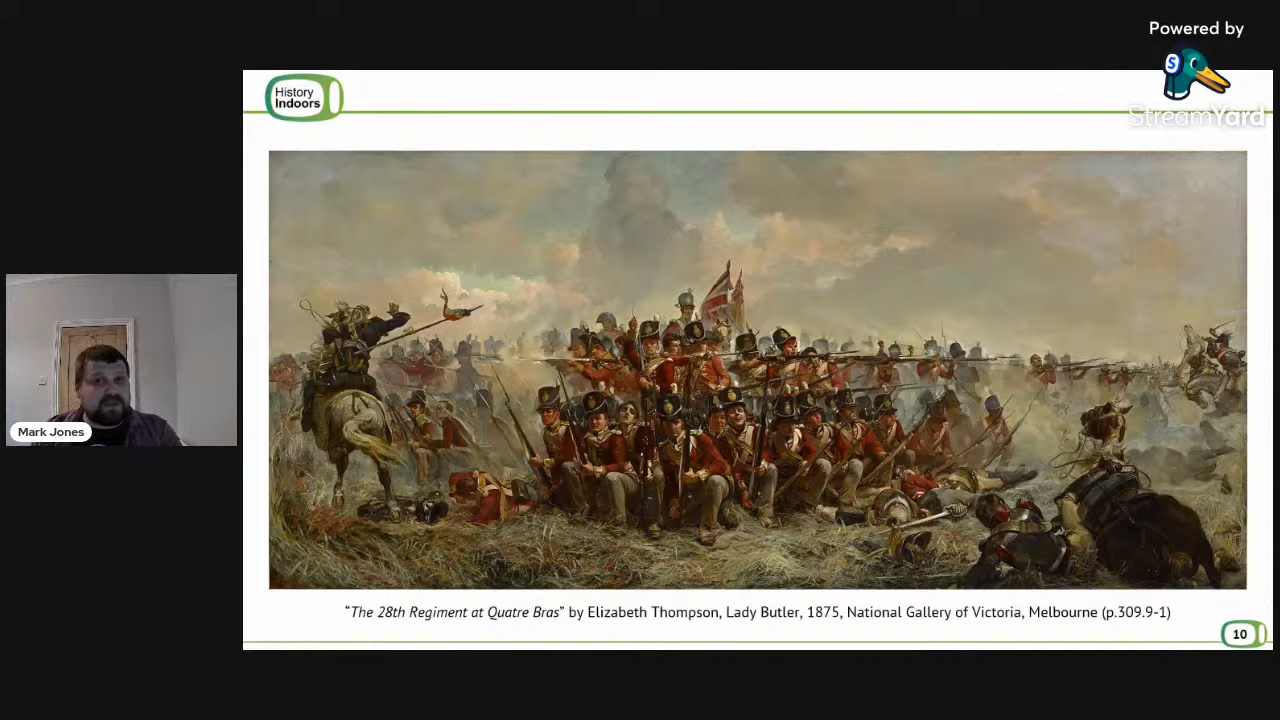 Powered by
S
StreamYard
History
Indoors
Mark Jones
“The 28th Regiment at Quatre Bras” by Elizabeth Thompson, Lady Butler, 1875, National Gallery of Victoria, Melbourne (p.309.9-1)
10